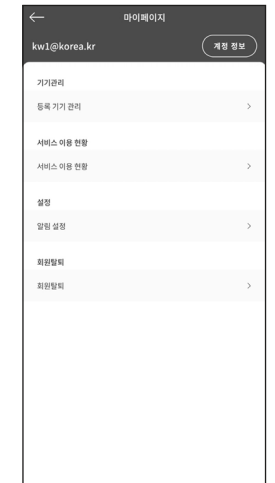 마이페이지
kw1@korea.kr
계정 정보
기기관리
등록 기기 관리
서비스 이용 현황
서비스 이용 현황
설정
알림 설정
회원탈퇴
회원탈퇴